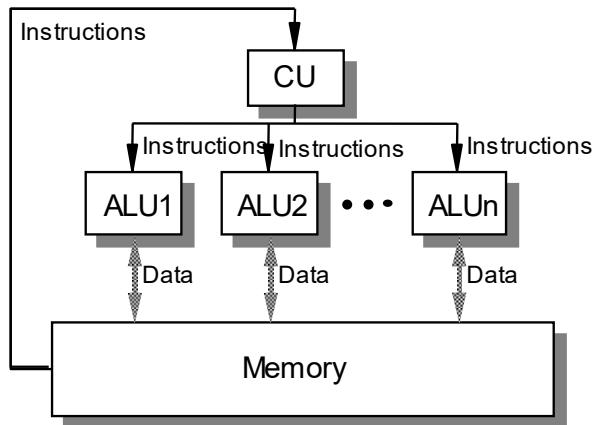 Instructions
CU
Instructions
Instructions
Instructions
ALU1
ALU2
• • •
ALUn
Data
Data
Data
Memory